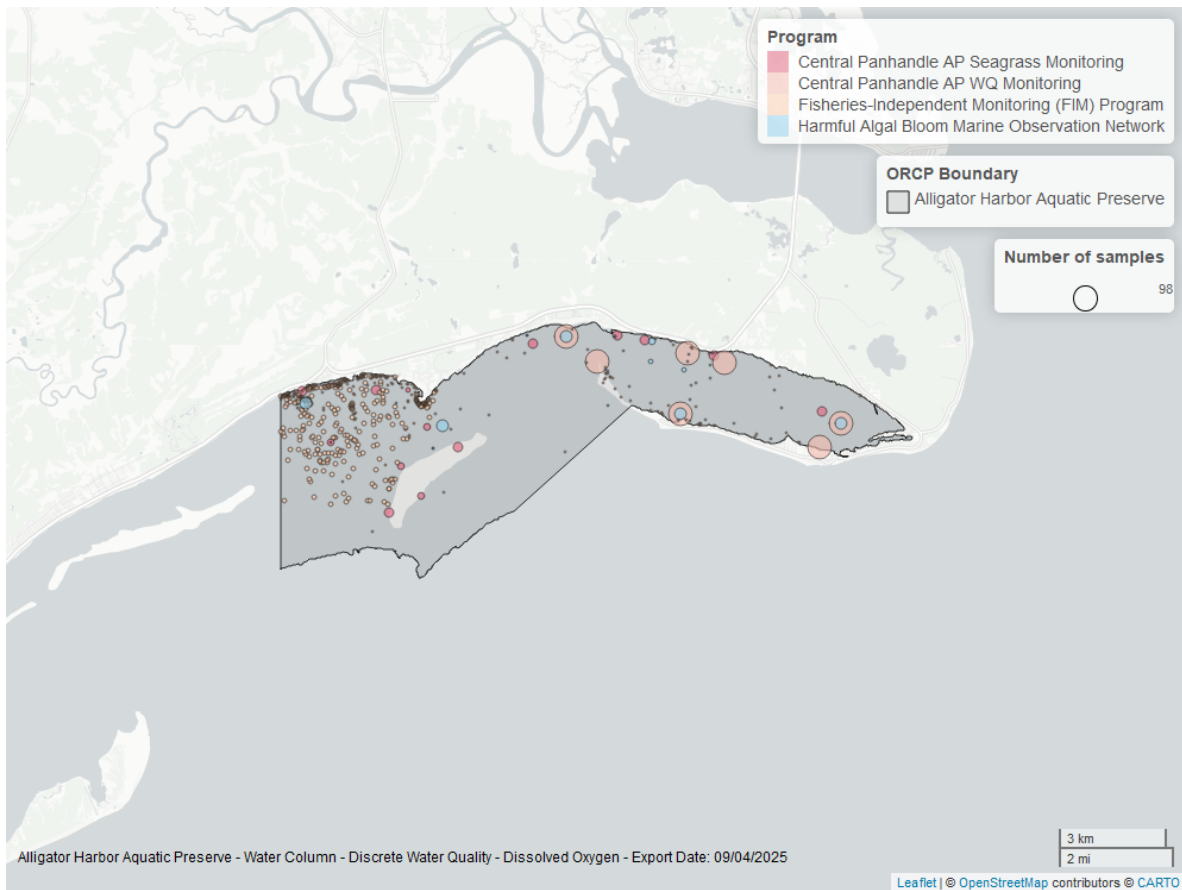 Program
Central Panhandle AP Seagrass Monitoring
Central Panhandle AP WQ Monitoring
Fisheries-Independent Monitoring (FIM) Program
Harmful Algal Bloom Marine Observation Network
ORCP Boundary
Alligator Harbor Aquatic Preserve
Number of samples
98
3 km
2 mi
Alligator Harbor Aquatic Preserve - Water Column - Discrete Water Quality - Dissolved Oxygen - Export Date: 09/04/2025
Leaflet | © OpenStreetMap contributors © CARTO